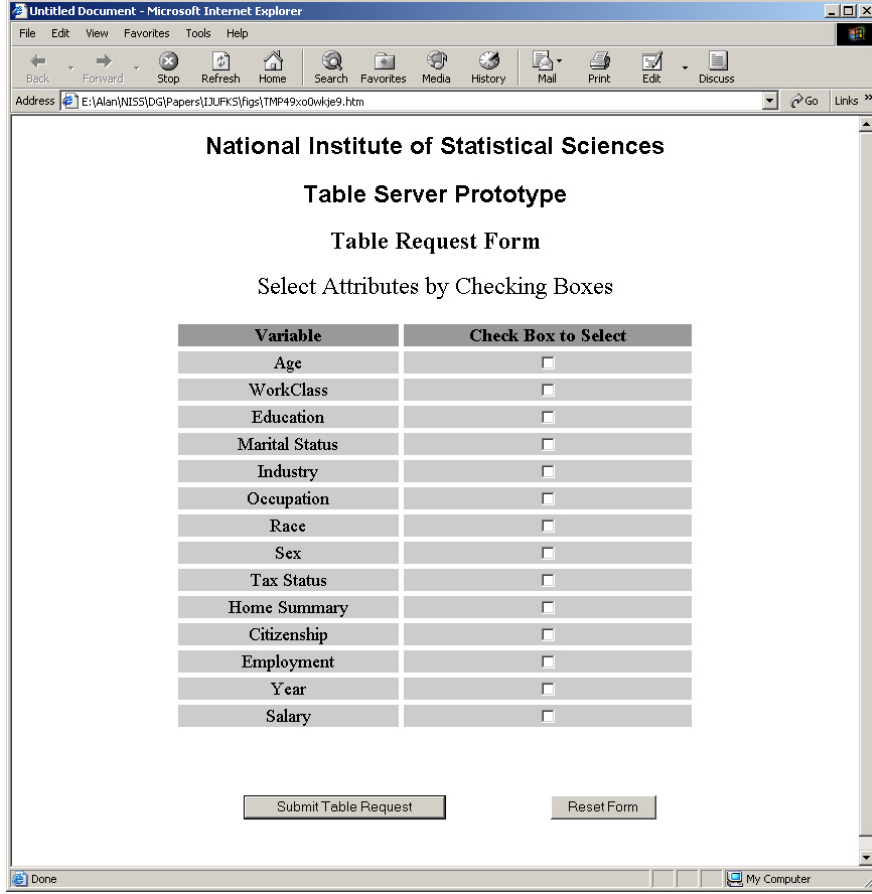 Untitled Document - Microsoft Internet Explorer
File Edit View Favorites Tools Help
Back Forward Stop Refresh Home Search Favorites Media History Mail Print Edit Discuss
Address E:\Alan\NISS\DG\Papers\IJUFKS\figs\TMP49xo0wkje9.htm Go Links »
National Institute of Statistical Sciences
Table Server Prototype
Table Request Form
Select Attributes by Checking Boxes
Variable Check Box to Select
Age
WorkClass
Education
Marital Status
Industry
Occupation
Race
Sex
Tax Status
Home Summary
Citizenship
Employment
Year
Salary
Submit Table Request Reset Form
Done My Computer